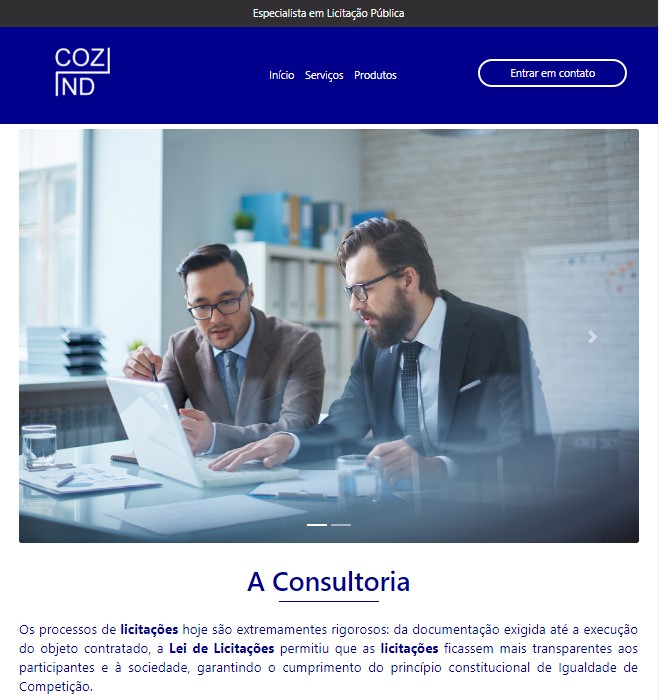 Especialista em Licitação Pública
COZ
IND
Início Serviços Produtos
Entrar em contato
A Consultoria
Os processos de licitações hoje são extremamentes rigorosos: da documentação exigida até a execução
do objeto contratado, a Lei de Licitações permitiu que as licitações ficassem mais transparentes aos
participantes e à sociedade, garantindo o cumprimento do princípio constitucional de Igualdade de
Competição.